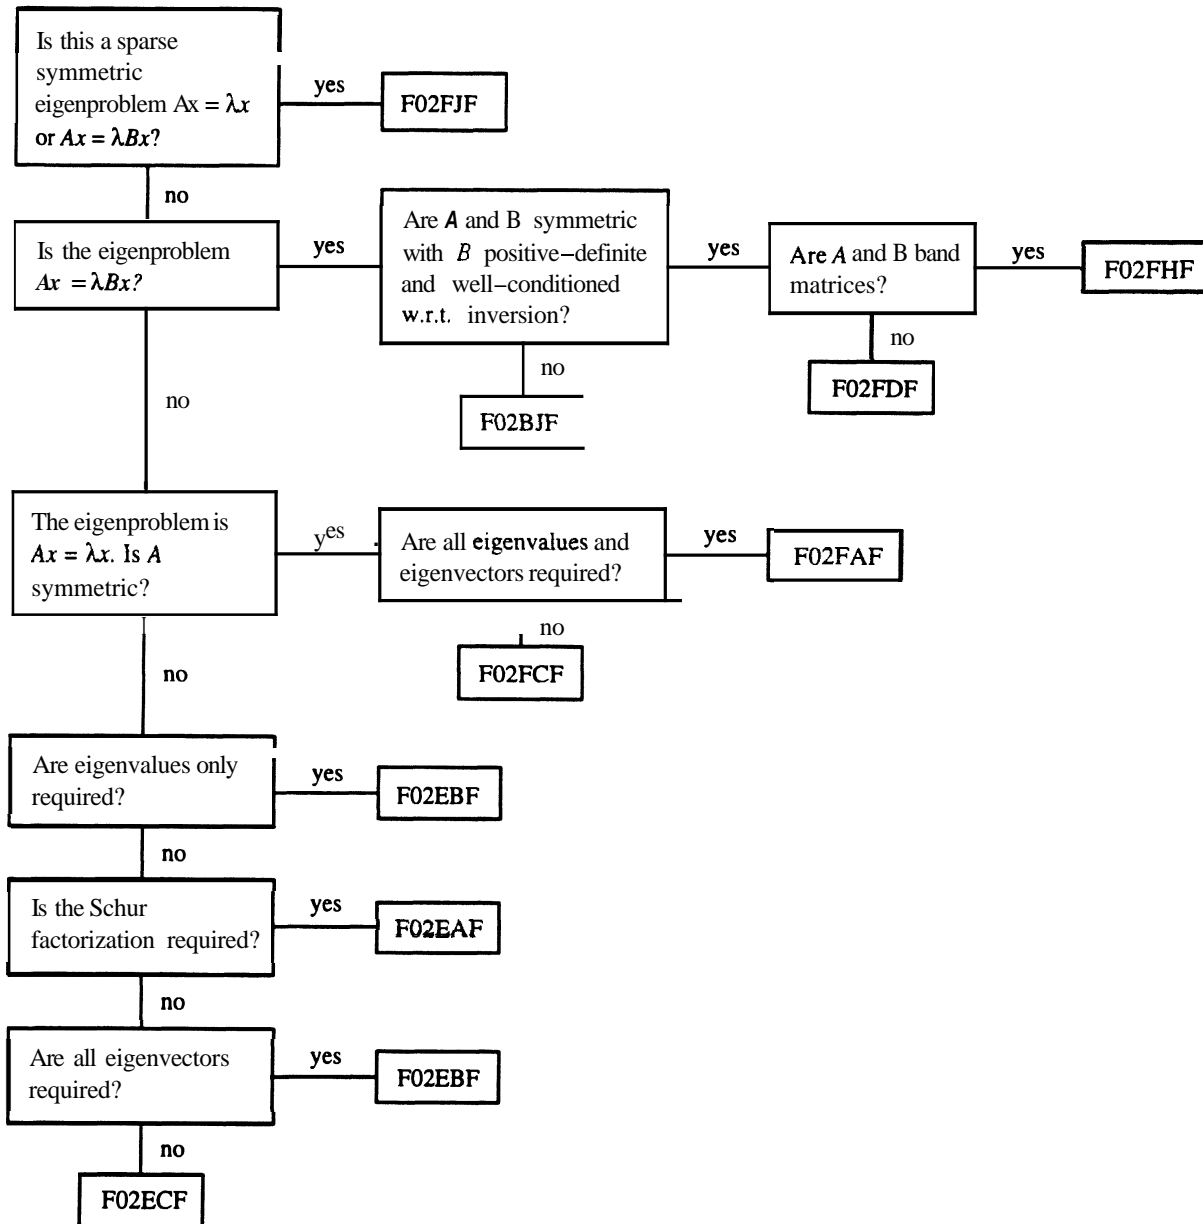 Is this a sparse
symmetric
eigenproblem Ax = λx
or Ax = λBx?
yes
F02FJF
no
Is the eigenproblem
Ax = λBx?
yes
Are A and B symmetric
with B positive-definite
and well-conditioned
w.r.t. inversion?
yes
Are A and B band
matrices?
yes
F02FHF
no
F02FDF
no
F02BJF
no
The eigenproblem is
Ax = λx. Is A
symmetric?
yes
Are all eigenvalues and
eigenvectors required?
yes
F02FAF
no
F02FCF
no
Are eigenvalues only
required?
yes
F02EBF
no
Is the Schur
factorization required?
yes
F02EAF
no
Are all eigenvectors
required?
yes
F02EBF
no
F02ECF